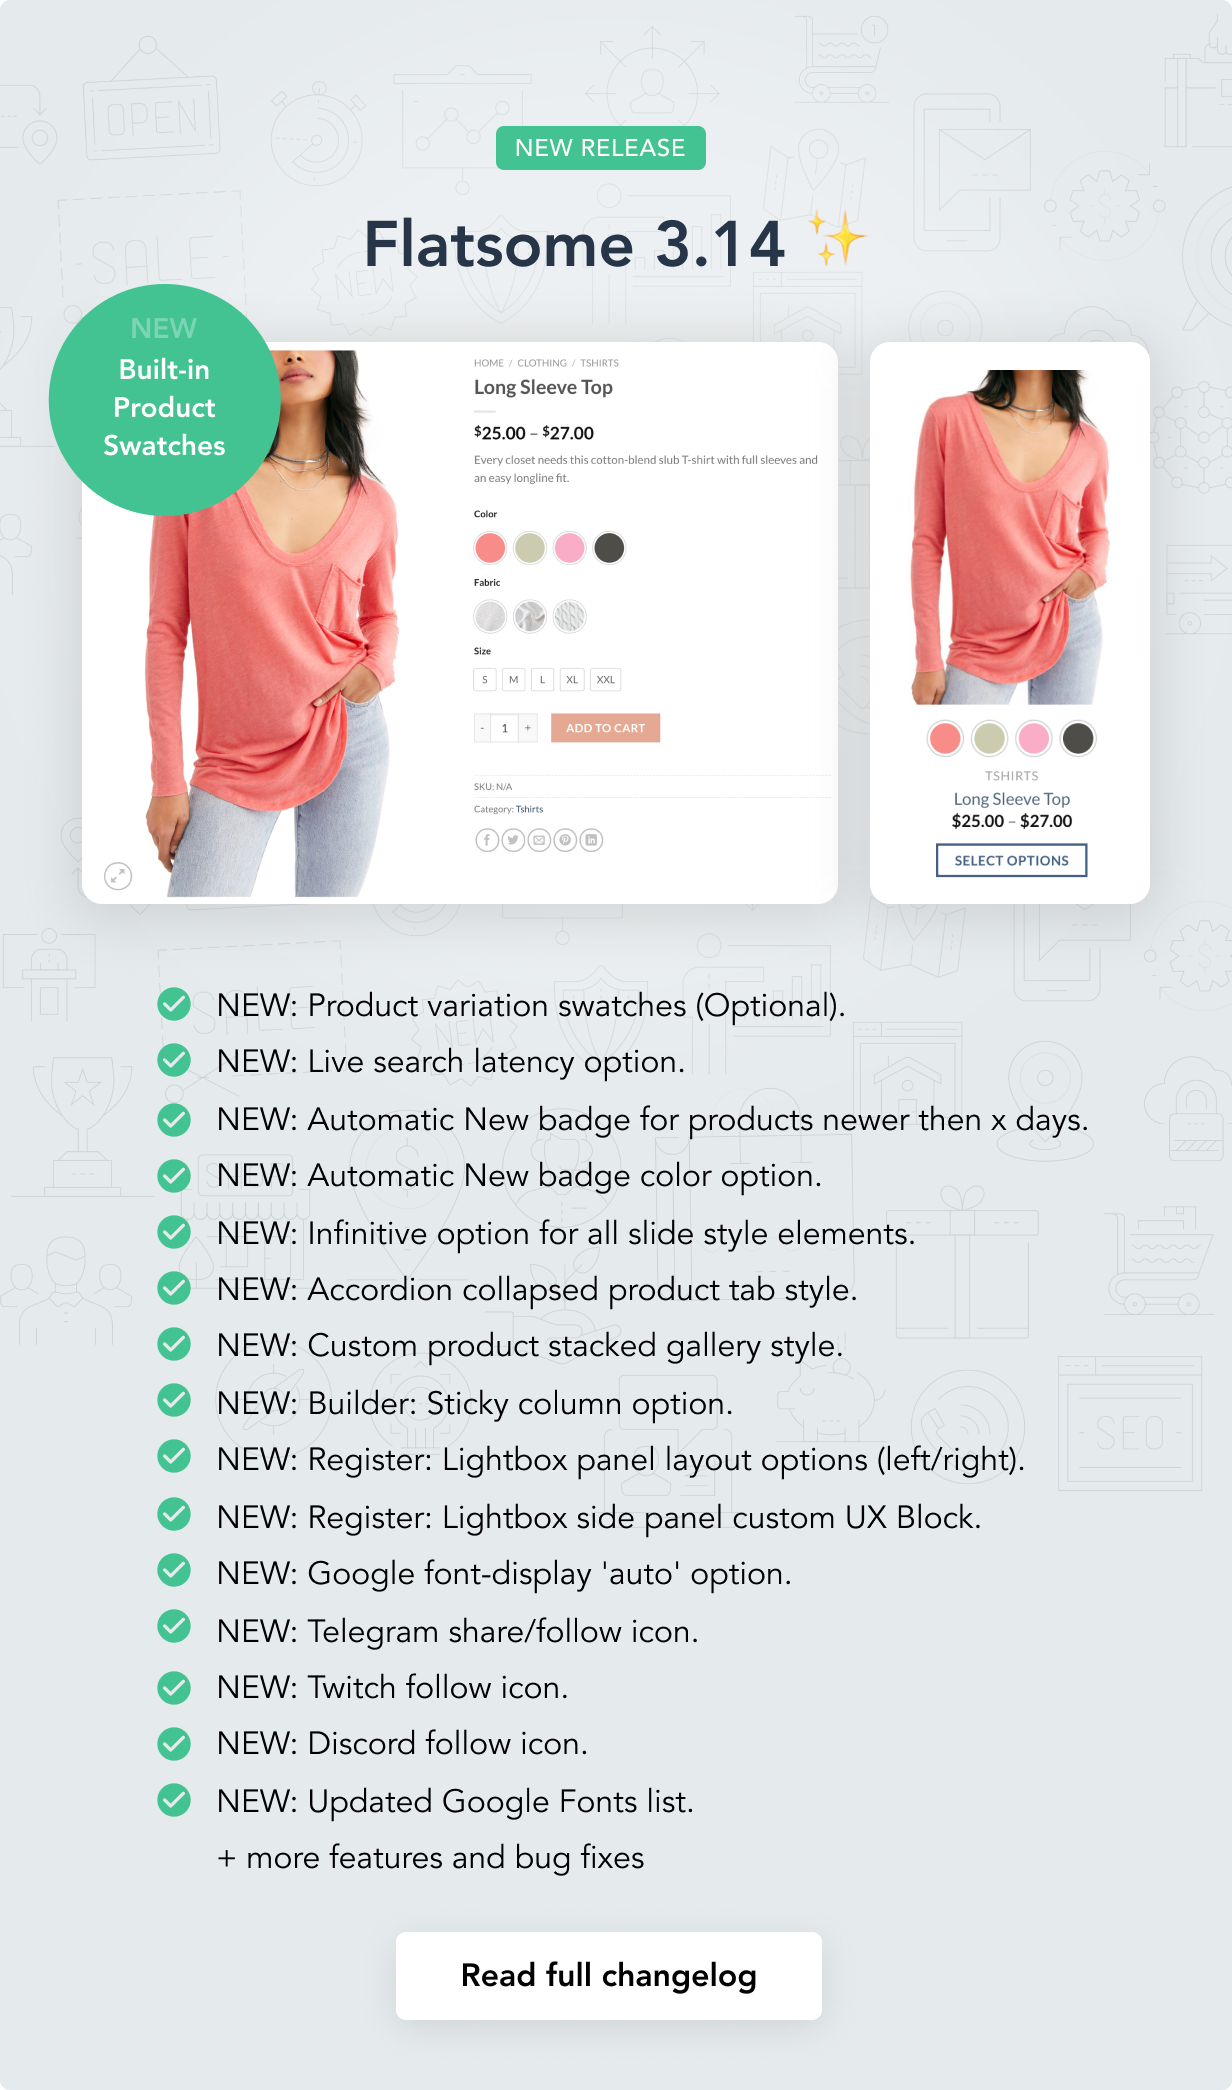 OPEN
1
NEW RELEASE
SALE
Flatsome 3.14
NEW
NEW
Built-in
Product
Swatches
HOME / CLOTHING / TSHIRTS
Long Sleeve Top
$25.00 – $27.00
Every closet needs this cotton-blend slub T-shirt with full sleeves and
an easy longline fit.
Color
Fabric
Size
S M L XL XXL
- 1 + ADD TO CART
SKU: N/A
Category: Tshirts
TSHIRTS
Long Sleeve Top
$25.00 – $27.00
SELECT OPTIONS
SALE
NEW
NEW: Product variation swatches (Optional).
NEW: Live search latency option.
NEW: Automatic New badge for products newer then x days.
NEW: Automatic New badge color option.
NEW: Infinitive option for all slide style elements.
NEW: Accordion collapsed product tab style.
NEW: Custom product stacked gallery style.
NEW: Builder: Sticky column option.
SEO
NEW: Register: Lightbox panel layout options (left/right).
NEW: Register: Lightbox side panel custom UX Block.
NEW: Google font-display 'auto' option.
NEW: Telegram share/follow icon.
NEW: Twitch follow icon.
NEW: Discord follow icon.
NEW: Updated Google Fonts list.
+ more features and bug fixes
Read full changelog